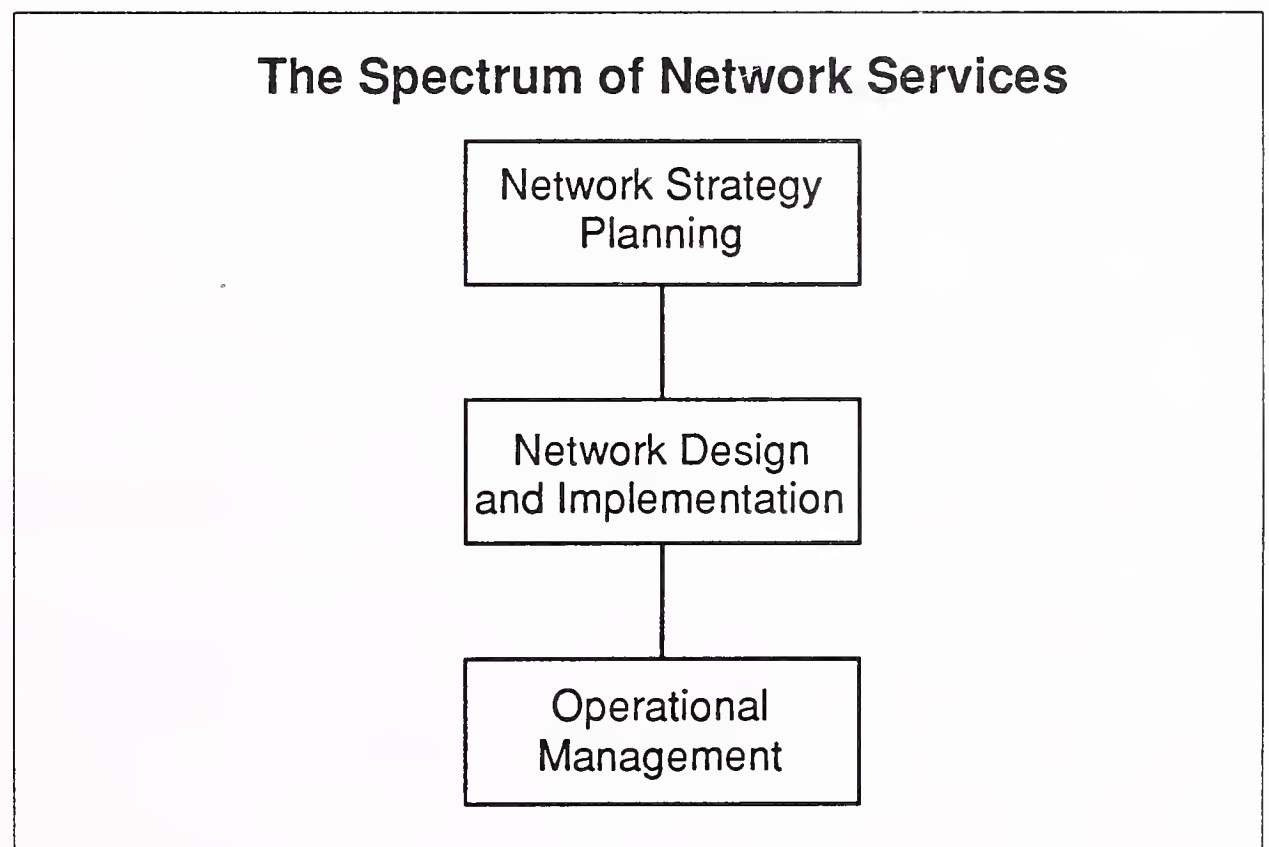 The Spectrum of Network Services
Network Strategy
Planning
Network Design
and Implementation
Operational
Management